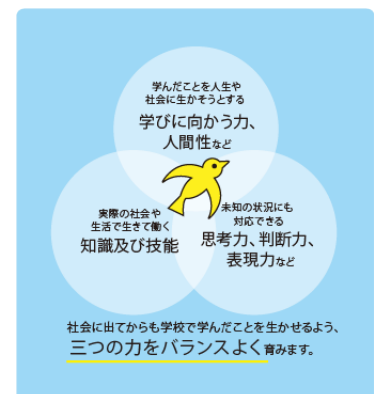 学んだことを人生や
社会に生かそうとする
学びに向かう力、
人間性など
実際の社会や
生活で生きて働く
知識及び技能
未知の状況にも
対応できる
思考力、判断力、
表現力など
社会に出てからも学校で学んだことを生かせるよう、
三つの力をバランスよく育みます。